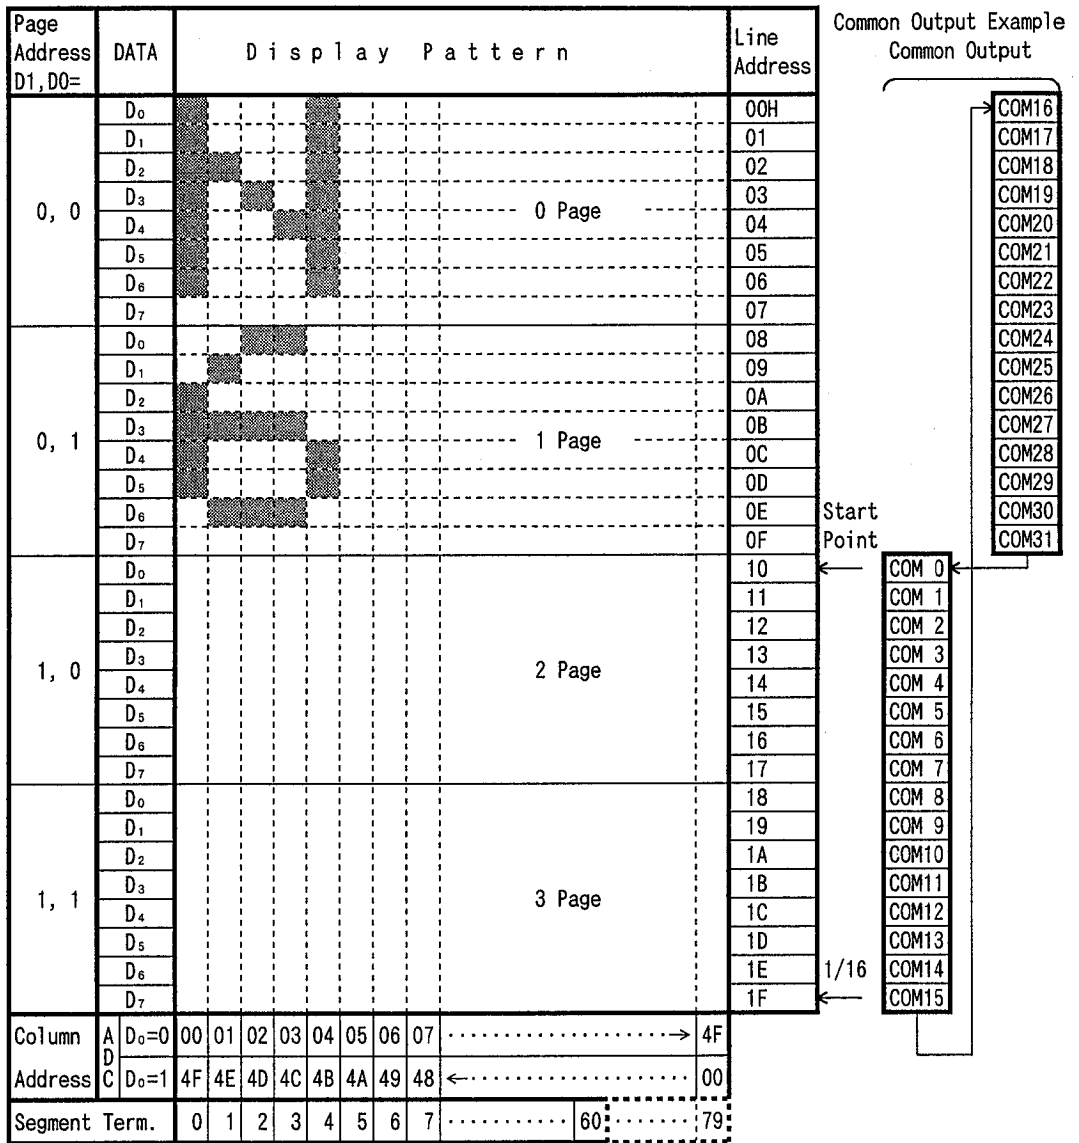 Page Address D1,D0= DATA Display Pattern Line Address Common Output Example
Common Output
D0 00H COM16
D1 01 COM17
D2 02 COM18
D3 03 COM19
0, 0 0 Page
D4 04 COM20
D5 05 COM21
D6 06 COM22
D7 07 COM23
D0 08 COM24
D1 09 COM25
D2 0A COM26
D3 0B COM27
0, 1 1 Page
D4 0C COM28
D5 0D COM29
D6 0E Start COM30
D7 0F Point COM31
D0 10 COM 0
D1 11 COM 1
D2 12 COM 2
D3 13 COM 3
1, 0 2 Page
D4 14 COM 4
D5 15 COM 5
D6 16 COM 6
D7 17 COM 7
D0 18 COM 8
D1 19 COM 9
D2 1A COM10
D3 1B COM11
1, 1 3 Page
D4 1C COM12
D5 1D COM13
D6 1E 1/16 COM14
D7 1F COM15
Column Address ADC
D0=0 00 01 02 03 04 05 06 07 4F
D0=1 4F 4E 4D 4C 4B 4A 49 48 00
Segment Term. 0 1 2 3 4 5 6 7 60 79